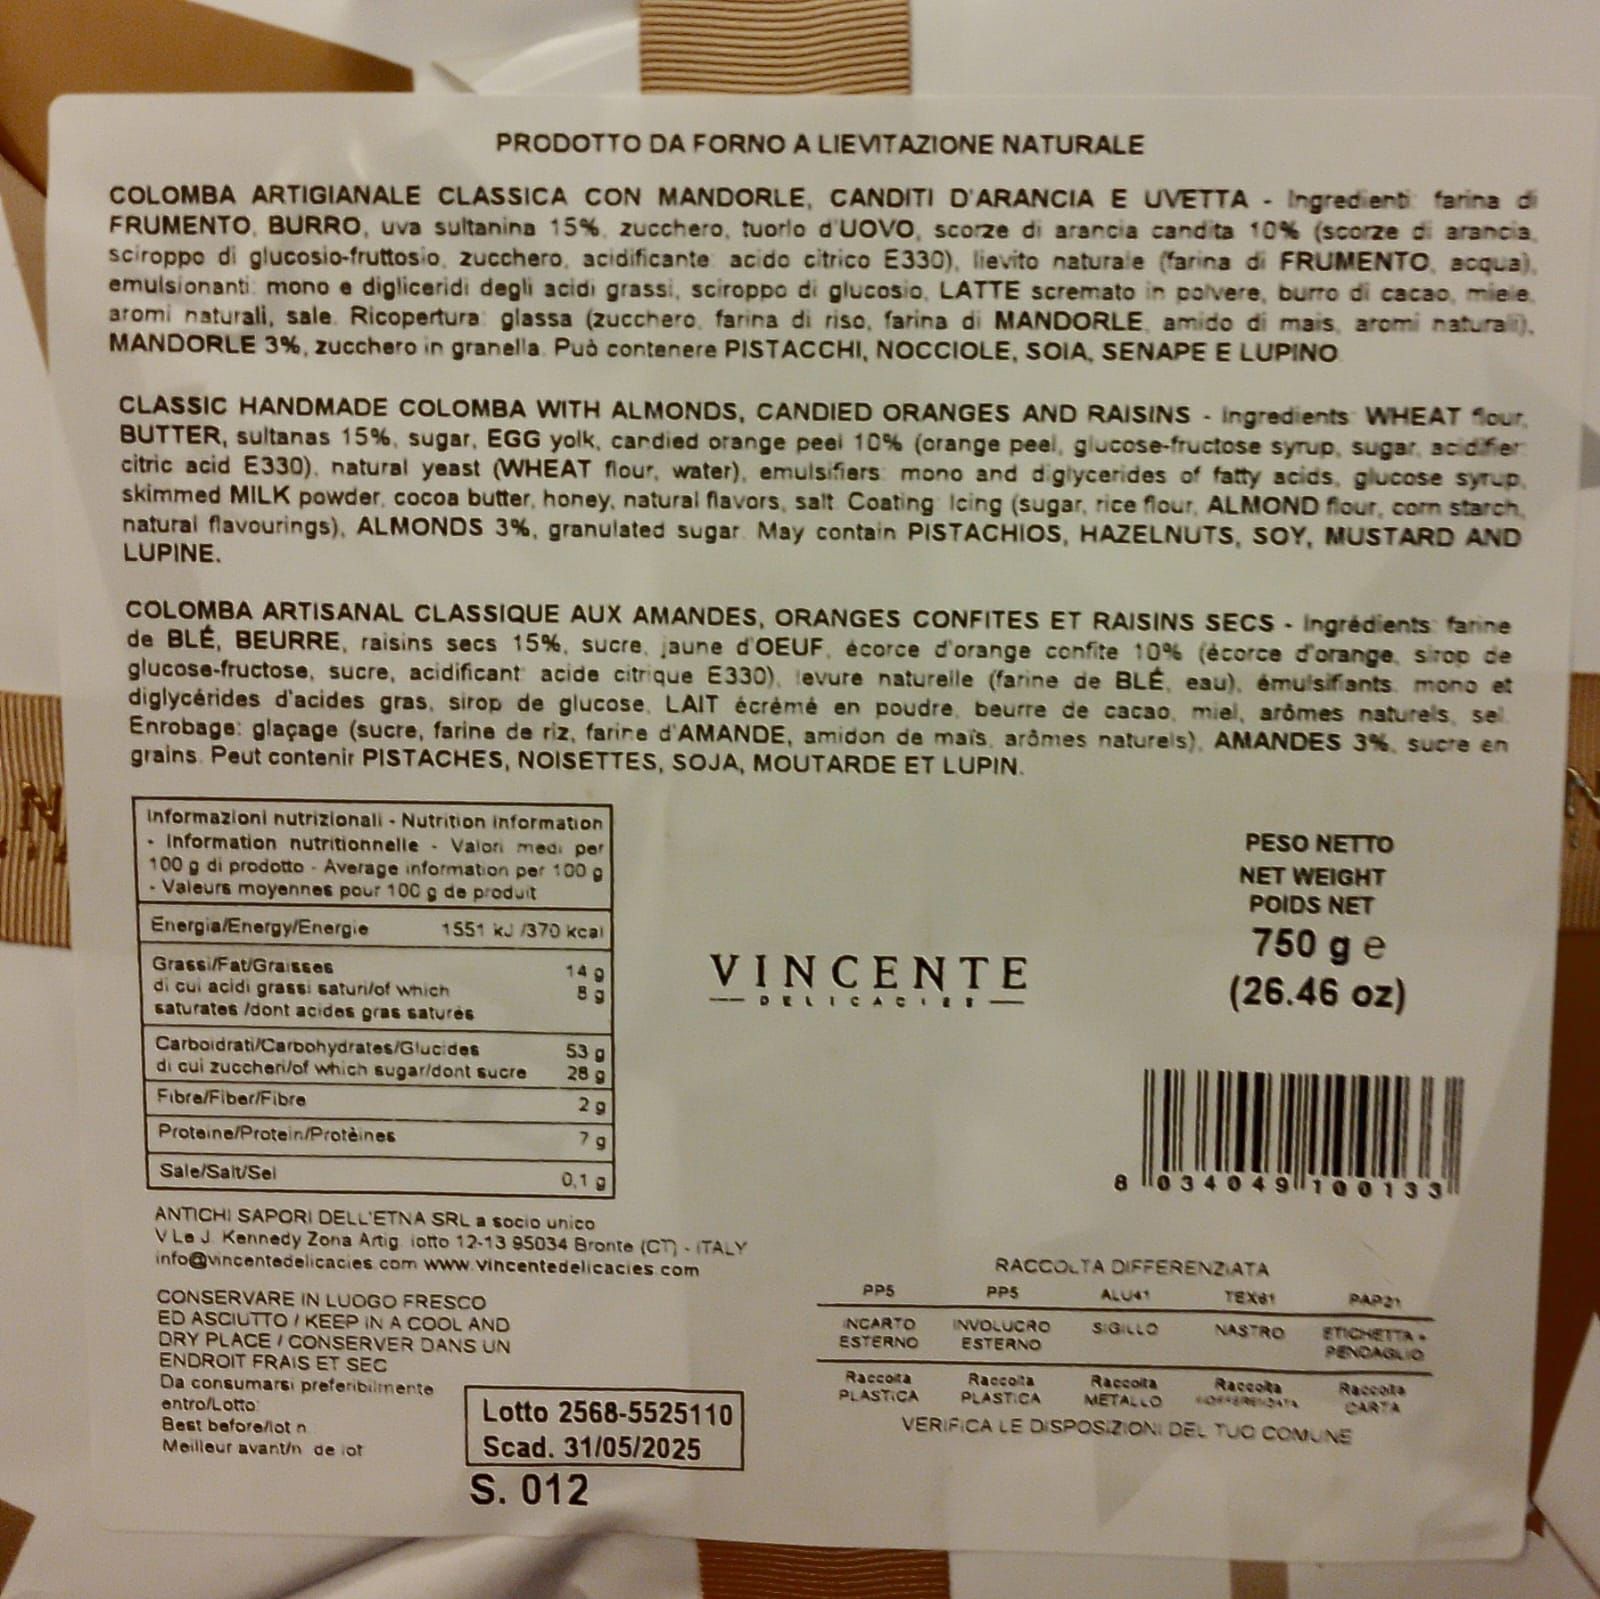 PRODOTTO DA FORNO A LIEVITAZIONE NATURALE
COLOMBA ARTIGIANALE CLASSICA CON MANDORLE, CANDITI D'ARANCIA E UVETTA - Ingredienti: farina di
FRUMENTO, BURRO, uva sultanina 15%, zucchero, tuorlo d'UOVO, scorze di arancia candita 10% (scorze di arancia,
sciroppo di glucosio-fruttosio, zucchero, acidificante: acido citrico E330), lievito naturale (farina di FRUMENTO, acqua),
emulsionanti: mono e digliceridi degli acidi grassi, sciroppo di glucosio, LATTE scremato in polvere, burro di cacao, miele,
aromi naturali, sale. Ricopertura: glassa (zucchero, farina di riso, farina di MANDORLE, amido di mais, aromi naturali),
MANDORLE 3%, zucchero in granella. Può contenere PISTACCHI, NOCCIOLE, SOIA, SENAPE E LUPINO
CLASSIC HANDMADE COLOMBA WITH ALMONDS, CANDIED ORANGES AND RAISINS - Ingredients: WHEAT flour,
BUTTER, sultanas 15%, sugar, EGG yolk, candied orange peel 10% (orange peel, glucose-fructose syrup, sugar, acidifier:
citric acid E330), natural yeast (WHEAT flour, water), emulsifiers: mono and diglycerides of fatty acids, glucose syrup,
skimmed MILK powder, cocoa butter, honey, natural flavors, salt. Coating: Icing (sugar, rice flour, ALMOND flour, corn starch,
natural flavourings), ALMONDS 3%, granulated sugar. May contain PISTACHIOS, HAZELNUTS, SOY, MUSTARD AND
LUPINE.
COLOMBA ARTISANAL CLASSIQUE AUX AMANDES, ORANGES CONFITES ET RAISINS SECS - Ingrédients: farine
de BLÉ, BEURRE, raisins secs 15%, sucre, jaune d'OEUF, écorce d'orange confite 10% (écorce d'orange, sirop de
glucose-fructose, sucre, acidificant: acide citrique E330), levure naturelle (farine de BLÉ, eau), émulsifiants: mono et
diglycérides d'acides gras, sirop de glucose, LAIT écrémé en poudre, beurre de cacao, miel, arômes naturels, sel.
Enrobage: glaçage (sucre, farine de riz, farine d'AMANDE, amidon de maïs, arômes naturels), AMANDES 3%, sucre en
grains. Peut contenir PISTACHES, NOISETTES, SOJA, MOUTARDE ET LUPIN.
Informazioni nutrizionali - Nutrition information
- Information nutritionnelle - Valori medi per
100 g di prodotto - Average information per 100 g
- Valeurs moyennes pour 100 g de produit
Energia/Energy/Energie 1551 kJ /370 kcal
Grassi/Fat/Graisses 14 g
di cui acidi grassi saturi/of which 8 g
saturates /dont acides gras saturés
Carboidrati/Carbohydrates/Glucides 53 g
di cui zuccheri/of which sugar/dont sucre 28 g
Fibre/Fiber/Fibre 2 g
Proteine/Protein/Protèines 7 g
Sale/Salt/Sel 0,1 g
VINCENTE
DELICACIES
PESO NETTO
NET WEIGHT
POIDS NET
750 g e
(26.46 oz)
8 034049 100133
ANTICHI SAPORI DELL'ETNA SRL a socio unico
V.Le J. Kennedy Zona Artig. lotto 12-13 95034 Bronte (CT) - ITALY
info@vincentedelicacies.com www.vincentedelicacies.com
CONSERVARE IN LUOGO FRESCO
ED ASCIUTTO / KEEP IN A COOL AND
DRY PLACE / CONSERVER DANS UN
ENDROIT FRAIS ET SEC
Da consumarsi preferibilmente
entro/Lotto:
Best before/lot n.
Meilleur avant/n. de lot
Lotto 2568-5525110
Scad. 31/05/2025
S. 012
RACCOLTA DIFFERENZIATA
PP5 PP5 ALU41 TEX61 PAP21
INCARTO INVOLUCRO SIGILLO NASTRO ETICHETTA +
ESTERNO ESTERNO PENDAGLIO
Raccolta Raccolta Raccolta Raccolta Raccolta
PLASTICA PLASTICA METALLO CARTA
VERIFICA LE DISPOSIZIONI DEL TUO COMUNE